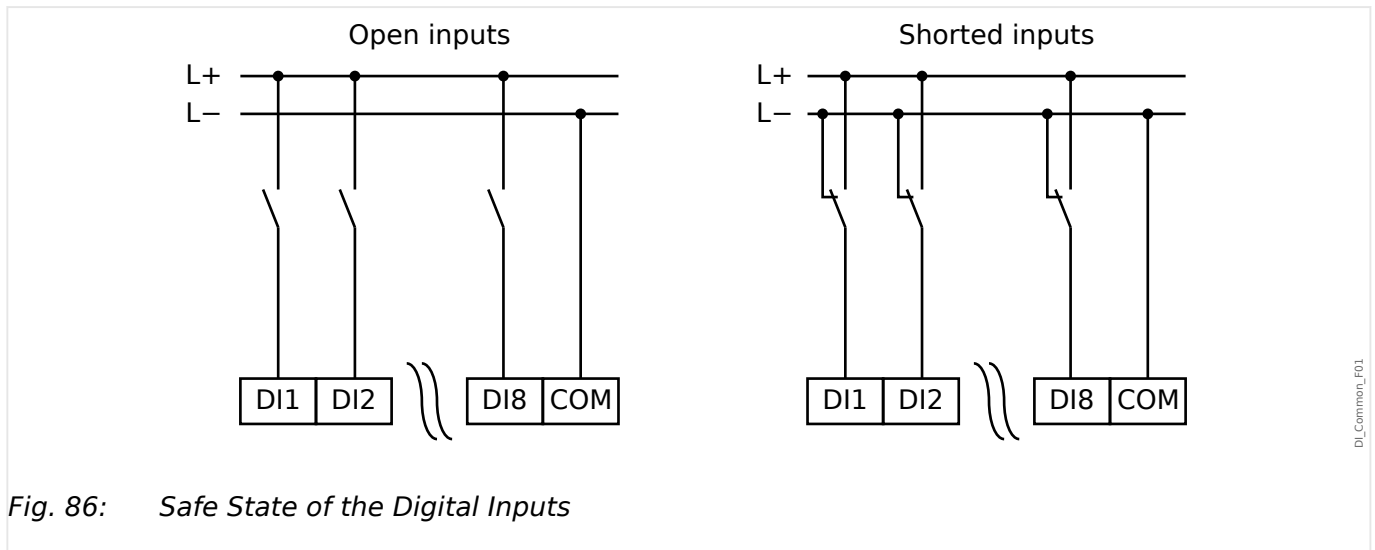 Open inputs
L+
L−
DI1 DI2 DI8 COM
Shorted inputs
L+
L−
DI1 DI2 DI8 COM
DI_Common_F01
Fig. 86: Safe State of the Digital Inputs